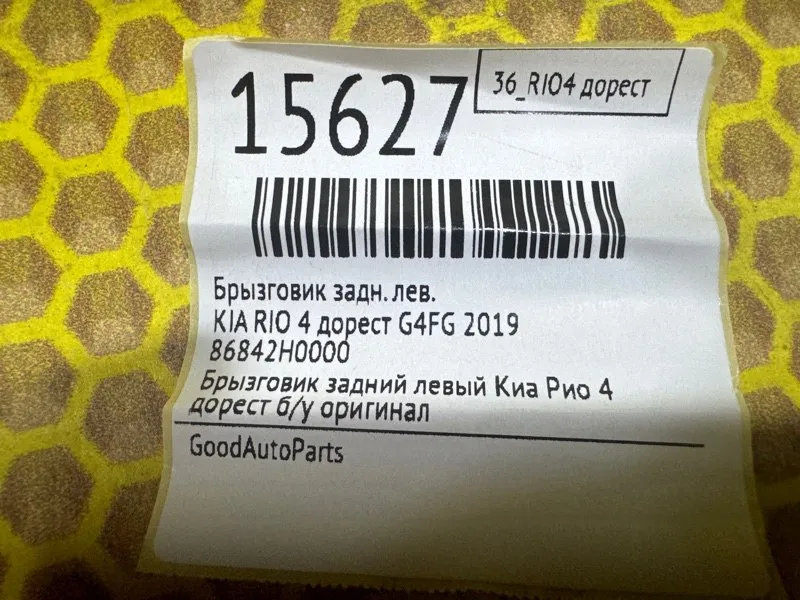 15627
36_RIO4 дорест
Брызговик задн. лев.
KIA RIO 4 дорест G4FG 2019
86842H0000
Брызговик задний левый Киа Рио 4
дорест б/у оригинал
GoodAutoParts